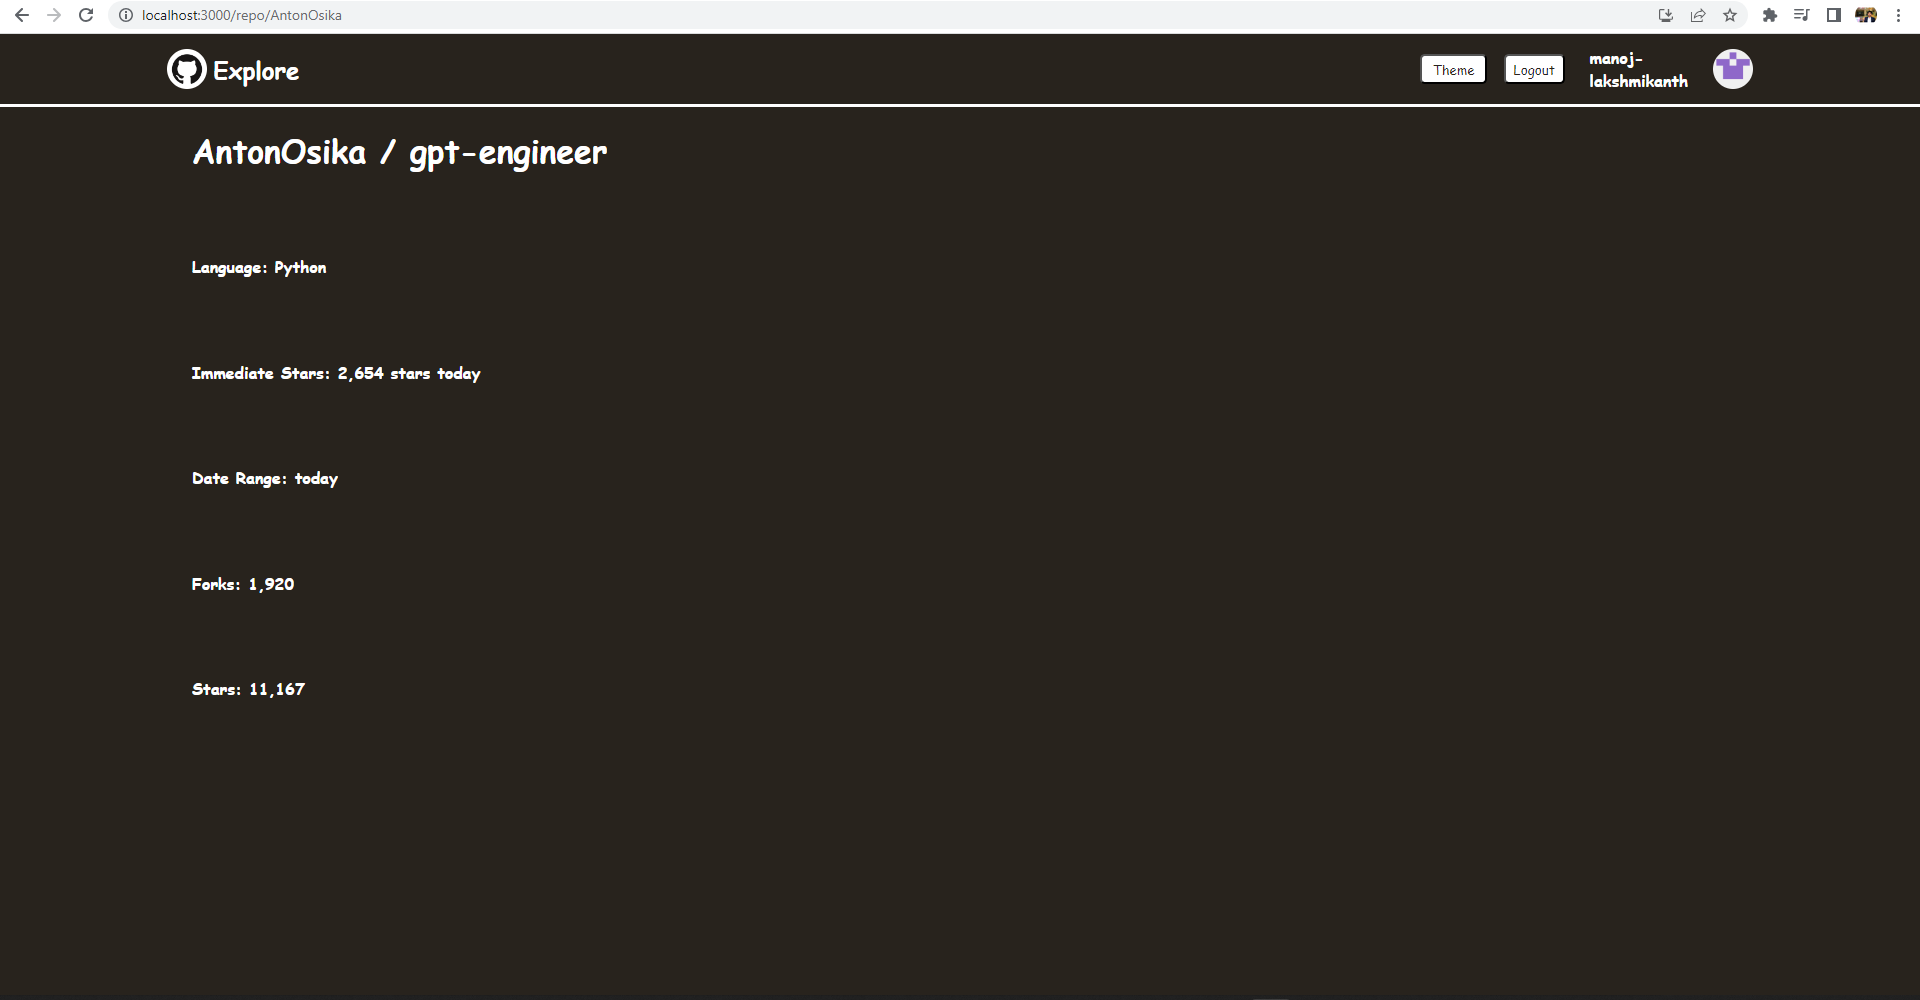 localhost:3000/repo/AntonOsika
Explore
Theme
Logout
manoj-
lakshmikanth
AntonOsika / gpt-engineer
Language: Python
Immediate Stars: 2,654 stars today
Date Range: today
Forks: 1,920
Stars: 11,167